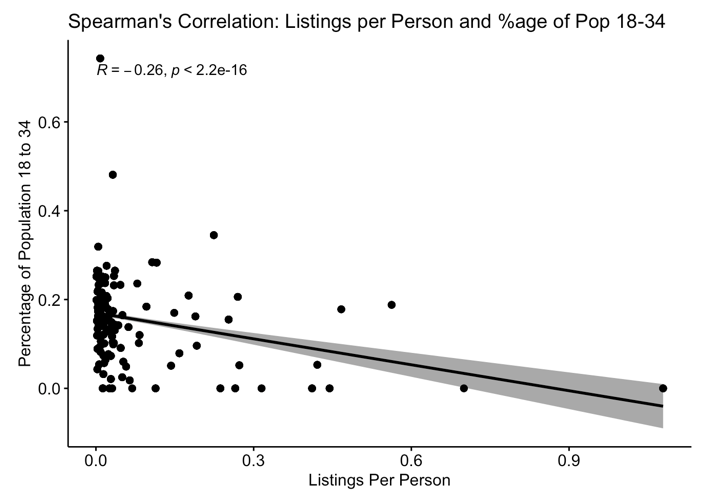 Spearman's Correlation: Listings per Person and %age of Pop 18-34
R = −0.26, p < 2.2e-16
Percentage of Population 18 to 34
0.6
0.4
0.2
0.0
0.0 0.3 0.6 0.9
Listings Per Person